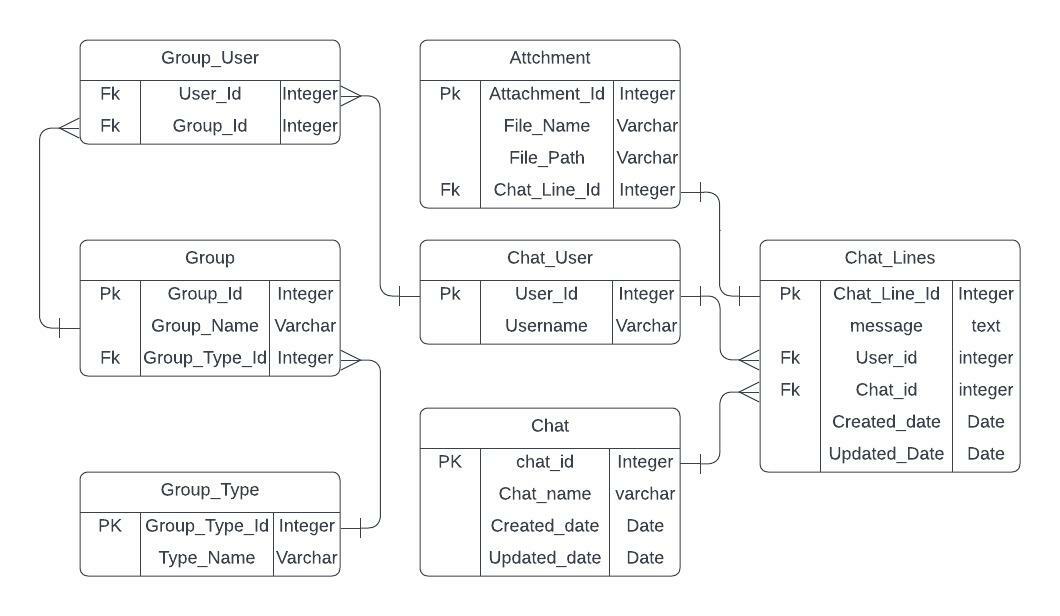 Group_User
Fk User_Id Integer
Fk Group_Id Integer
Attchment
Pk Attachment_Id Integer
File_Name Varchar
File_Path Varchar
Fk Chat_Line_Id Integer
Group
Pk Group_Id Integer
Group_Name Varchar
Fk Group_Type_Id Integer
Chat_User
Pk User_Id Integer
Username Varchar
Chat_Lines
Pk Chat_Line_Id Integer
message text
Fk User_id integer
Fk Chat_id integer
Created_date Date
Updated_Date Date
Chat
PK chat_id Integer
Chat_name varchar
Created_date Date
Updated_date Date
Group_Type
PK Group_Type_Id Integer
Type_Name Varchar